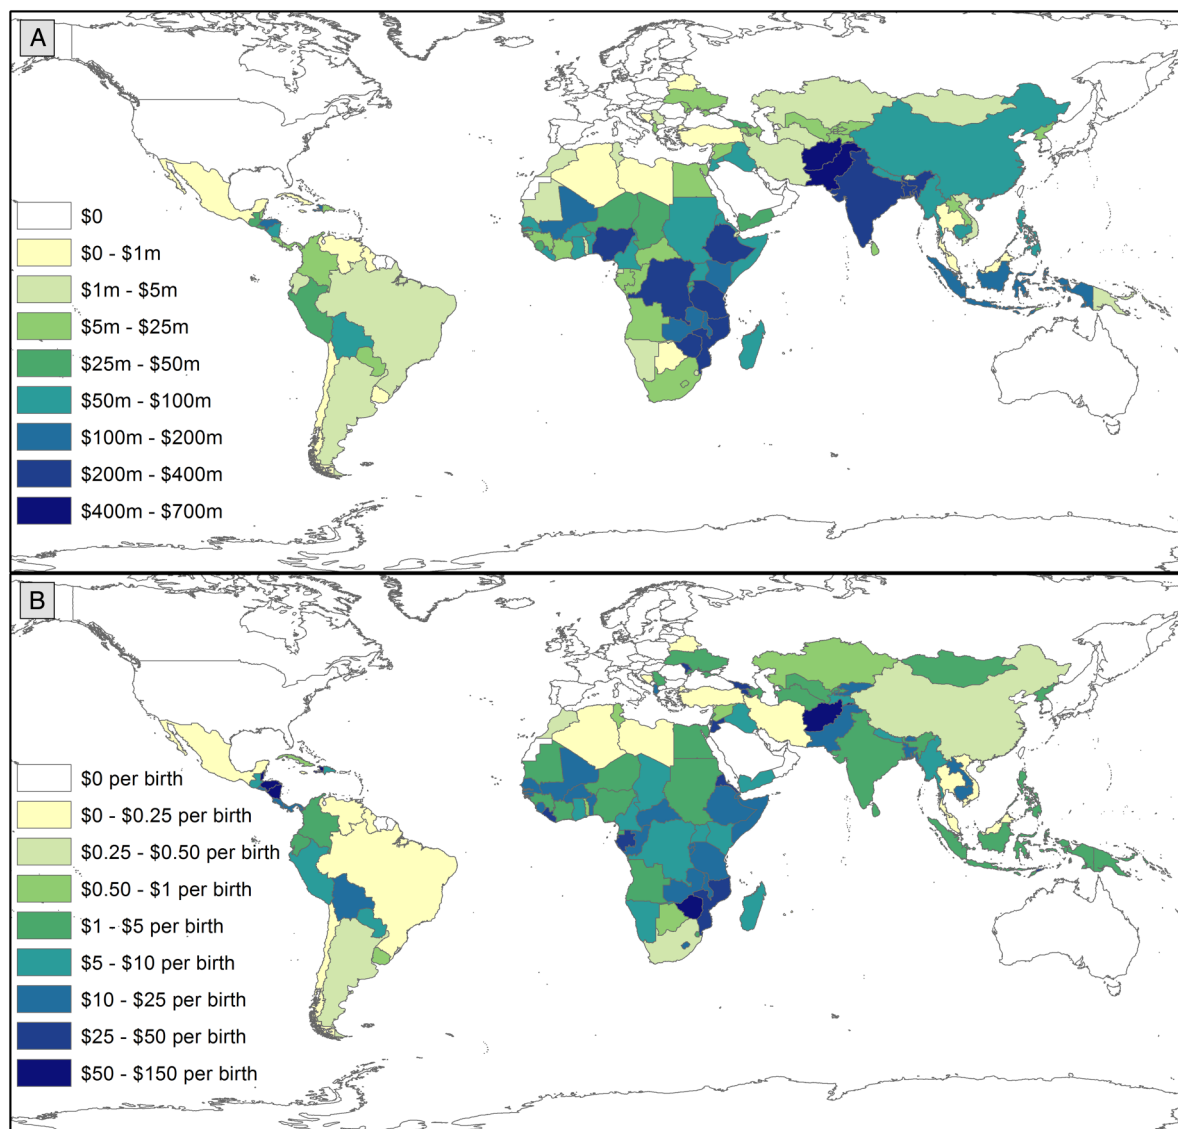 A
$0
$0 - $1m
$1m - $5m
$5m - $25m
$25m - $50m
$50m - $100m
$100m - $200m
$200m - $400m
$400m - $700m
B
$0 per birth
$0 - $0.25 per birth
$0.25 - $0.50 per birth
$0.50 - $1 per birth
$1 - $5 per birth
$5 - $10 per birth
$10 - $25 per birth
$25 - $50 per birth
$50 - $150 per birth